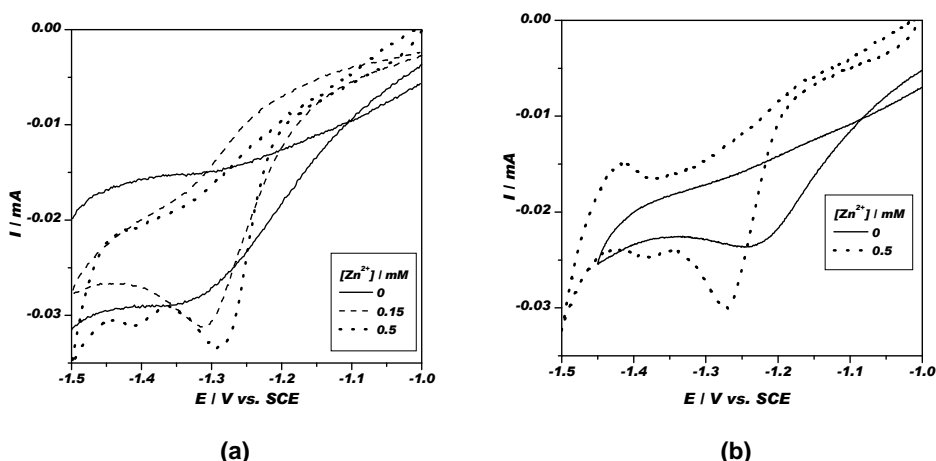 0.00
-0.01
-0.02
-0.03
I / mA
-1.5 -1.4 -1.3 -1.2 -1.1 -1.0
E / V vs. SCE
[Zn²⁺] / mM
0
0.15
0.5
(a)
0.00
-0.01
-0.02
-0.03
I / mA
-1.5 -1.4 -1.3 -1.2 -1.1 -1.0
E / V vs. SCE
[Zn²⁺] / mM
0
0.5
(b)